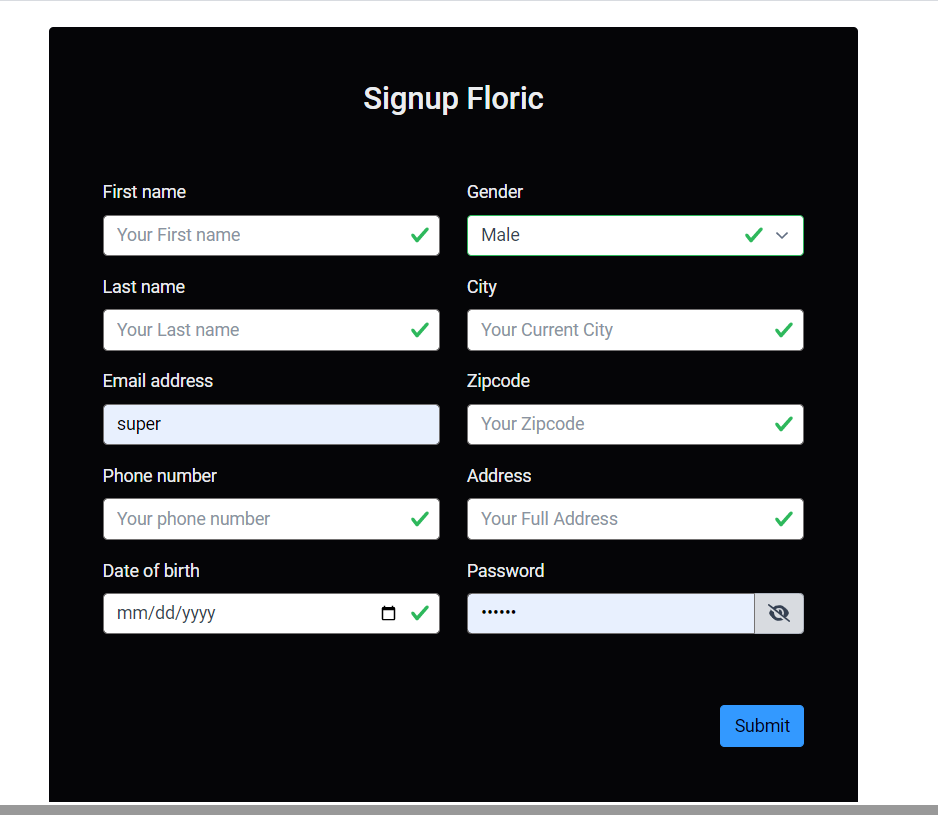 Signup Floric
First name
Your First name
Last name
Your Last name
Email address
super
Phone number
Your phone number
Date of birth
mm/dd/yyyy
Gender
Male
City
Your Current City
Zipcode
Your Zipcode
Address
Your Full Address
Password
••••••
Submit